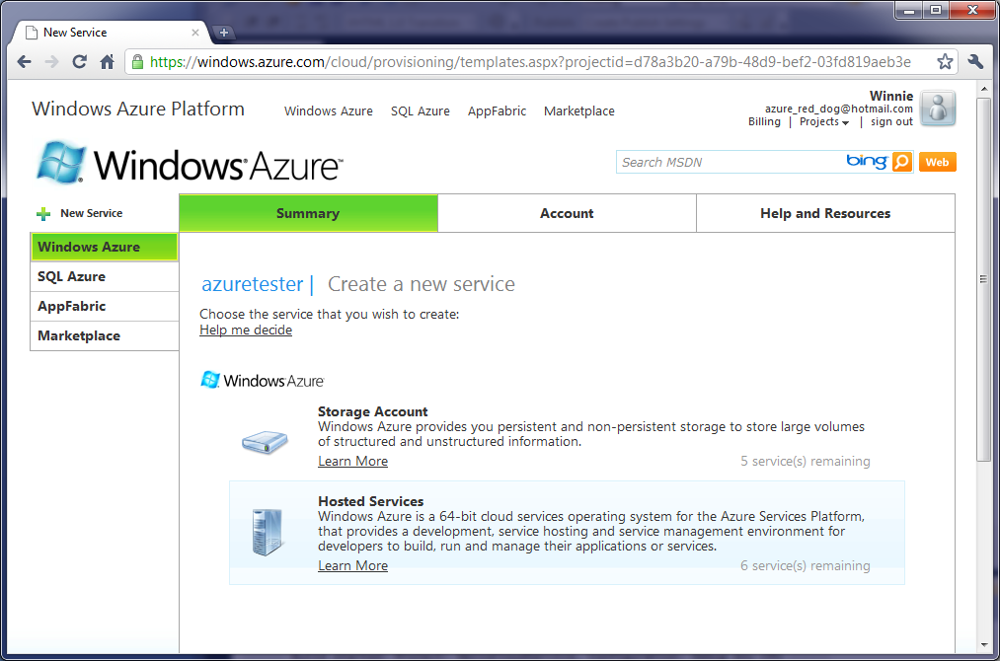 New Service
https://windows.azure.com/cloud/provisioning/templates.aspx?projectid=d78a3b20-a79b-48d9-bef2-03fd819aeb3e
Windows Azure Platform
Windows Azure SQL Azure AppFabric Marketplace
Winnie
azure_red_dog@hotmail.com
Billing | Projects | sign out
Windows Azure™
Search MSDN bing Web
New Service
Summary Account Help and Resources
Windows Azure
SQL Azure
AppFabric
Marketplace
azuretester | Create a new service
Choose the service that you wish to create:
Help me decide
Windows Azure
Storage Account
Windows Azure provides you persistent and non-persistent storage to store large volumes
of structured and unstructured information.
Learn More 5 service(s) remaining
Hosted Services
Windows Azure is a 64-bit cloud services operating system for the Azure Services Platform,
that provides a development, service hosting and service management environment for
developers to build, run and manage their applications or services.
Learn More 6 service(s) remaining